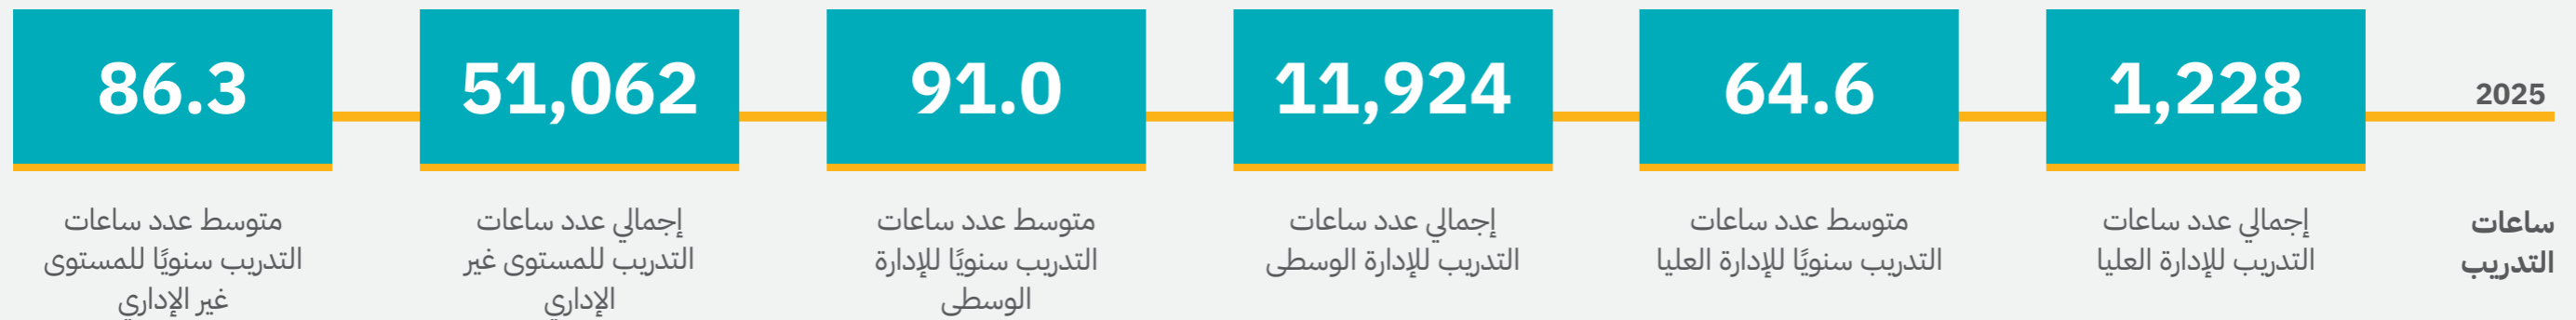 2025
ساعات
التدريب
1,228
إجمالي عدد ساعات
التدريب للإدارة العليا
64.6
متوسط عدد ساعات
التدريب سنويًا للإدارة العليا
11,924
إجمالي عدد ساعات
التدريب للإدارة الوسطى
91.0
متوسط عدد ساعات
التدريب سنويًا للإدارة
الوسطى
51,062
إجمالي عدد ساعات
التدريب للمستوى غير
الإداري
86.3
متوسط عدد ساعات
التدريب سنويًا للمستوى
غير الإداري